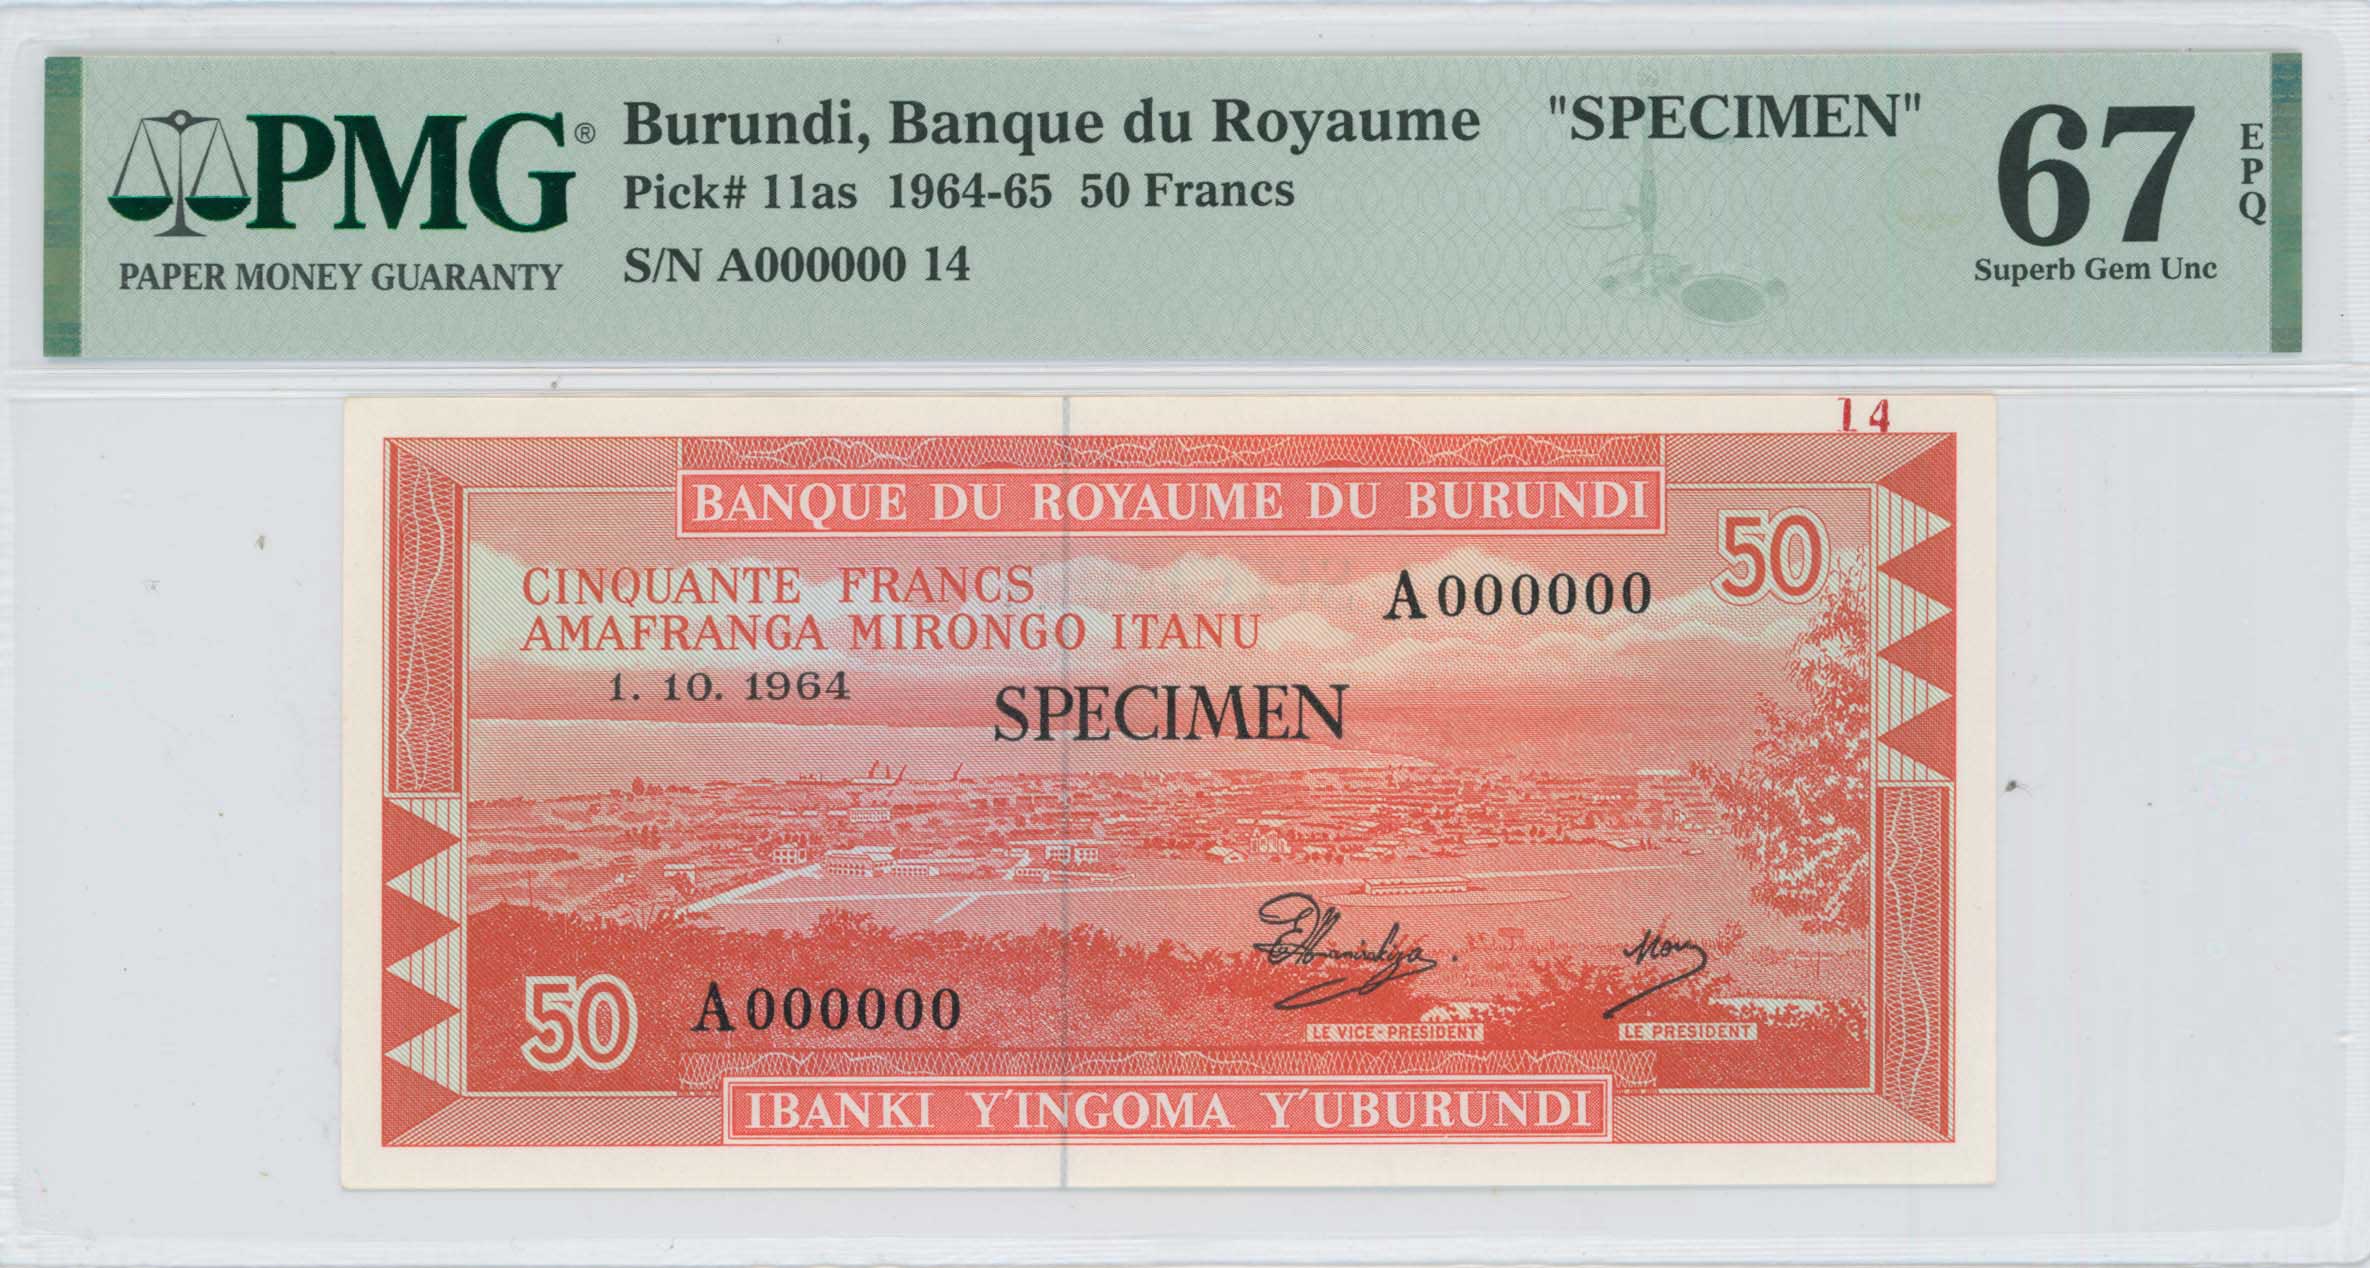 PMG®
PAPER MONEY GUARANTY
Burundi, Banque du Royaume "SPECIMEN"
Pick# 11as 1964-65 50 Francs
S/N A000000 14
67
EPQ
Superb Gem Unc
14
BANQUE DU ROYAUME DU BURUNDI
50
CINQUANTE FRANCS
A000000
AMAFRANGA MIRONGO ITANU
1. 10. 1964
SPECIMEN
50
A000000
LE VICE-PRESIDENT
LE PRESIDENT
IBANKI Y'INGOMA Y'UBURUNDI